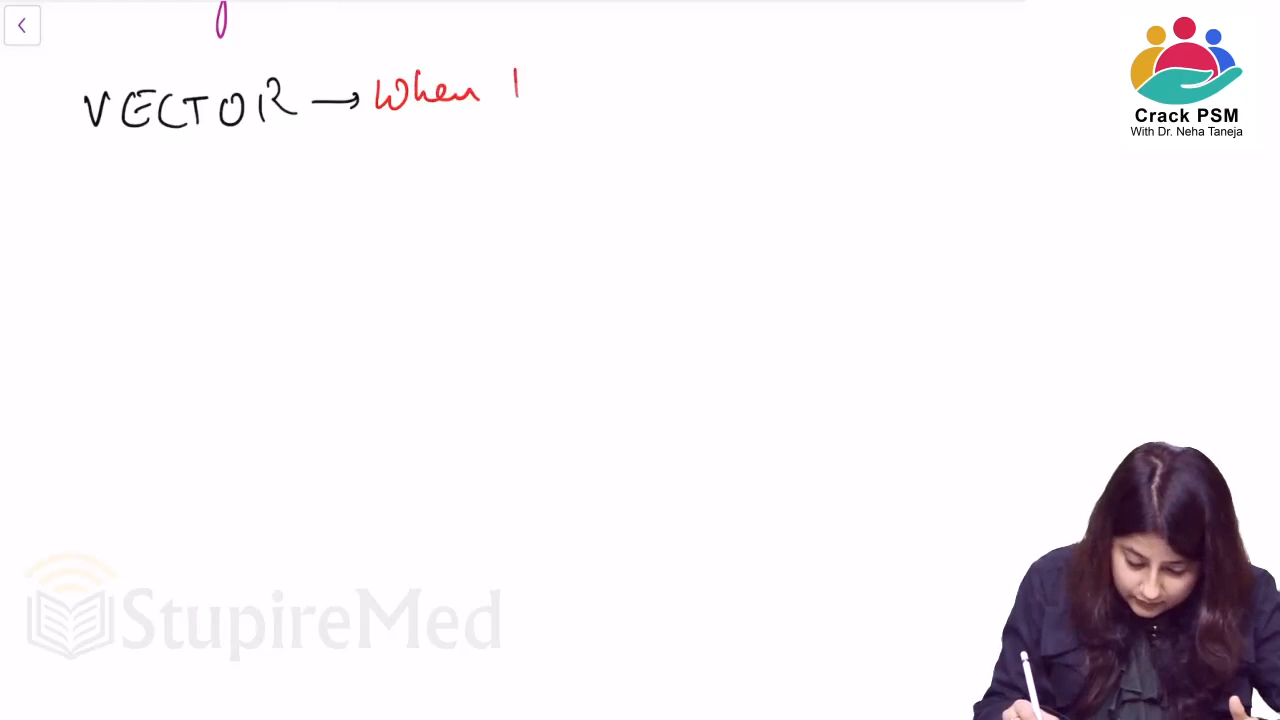 VECTOR → When
Crack PSM
With Dr. Neha Taneja
StupireMed